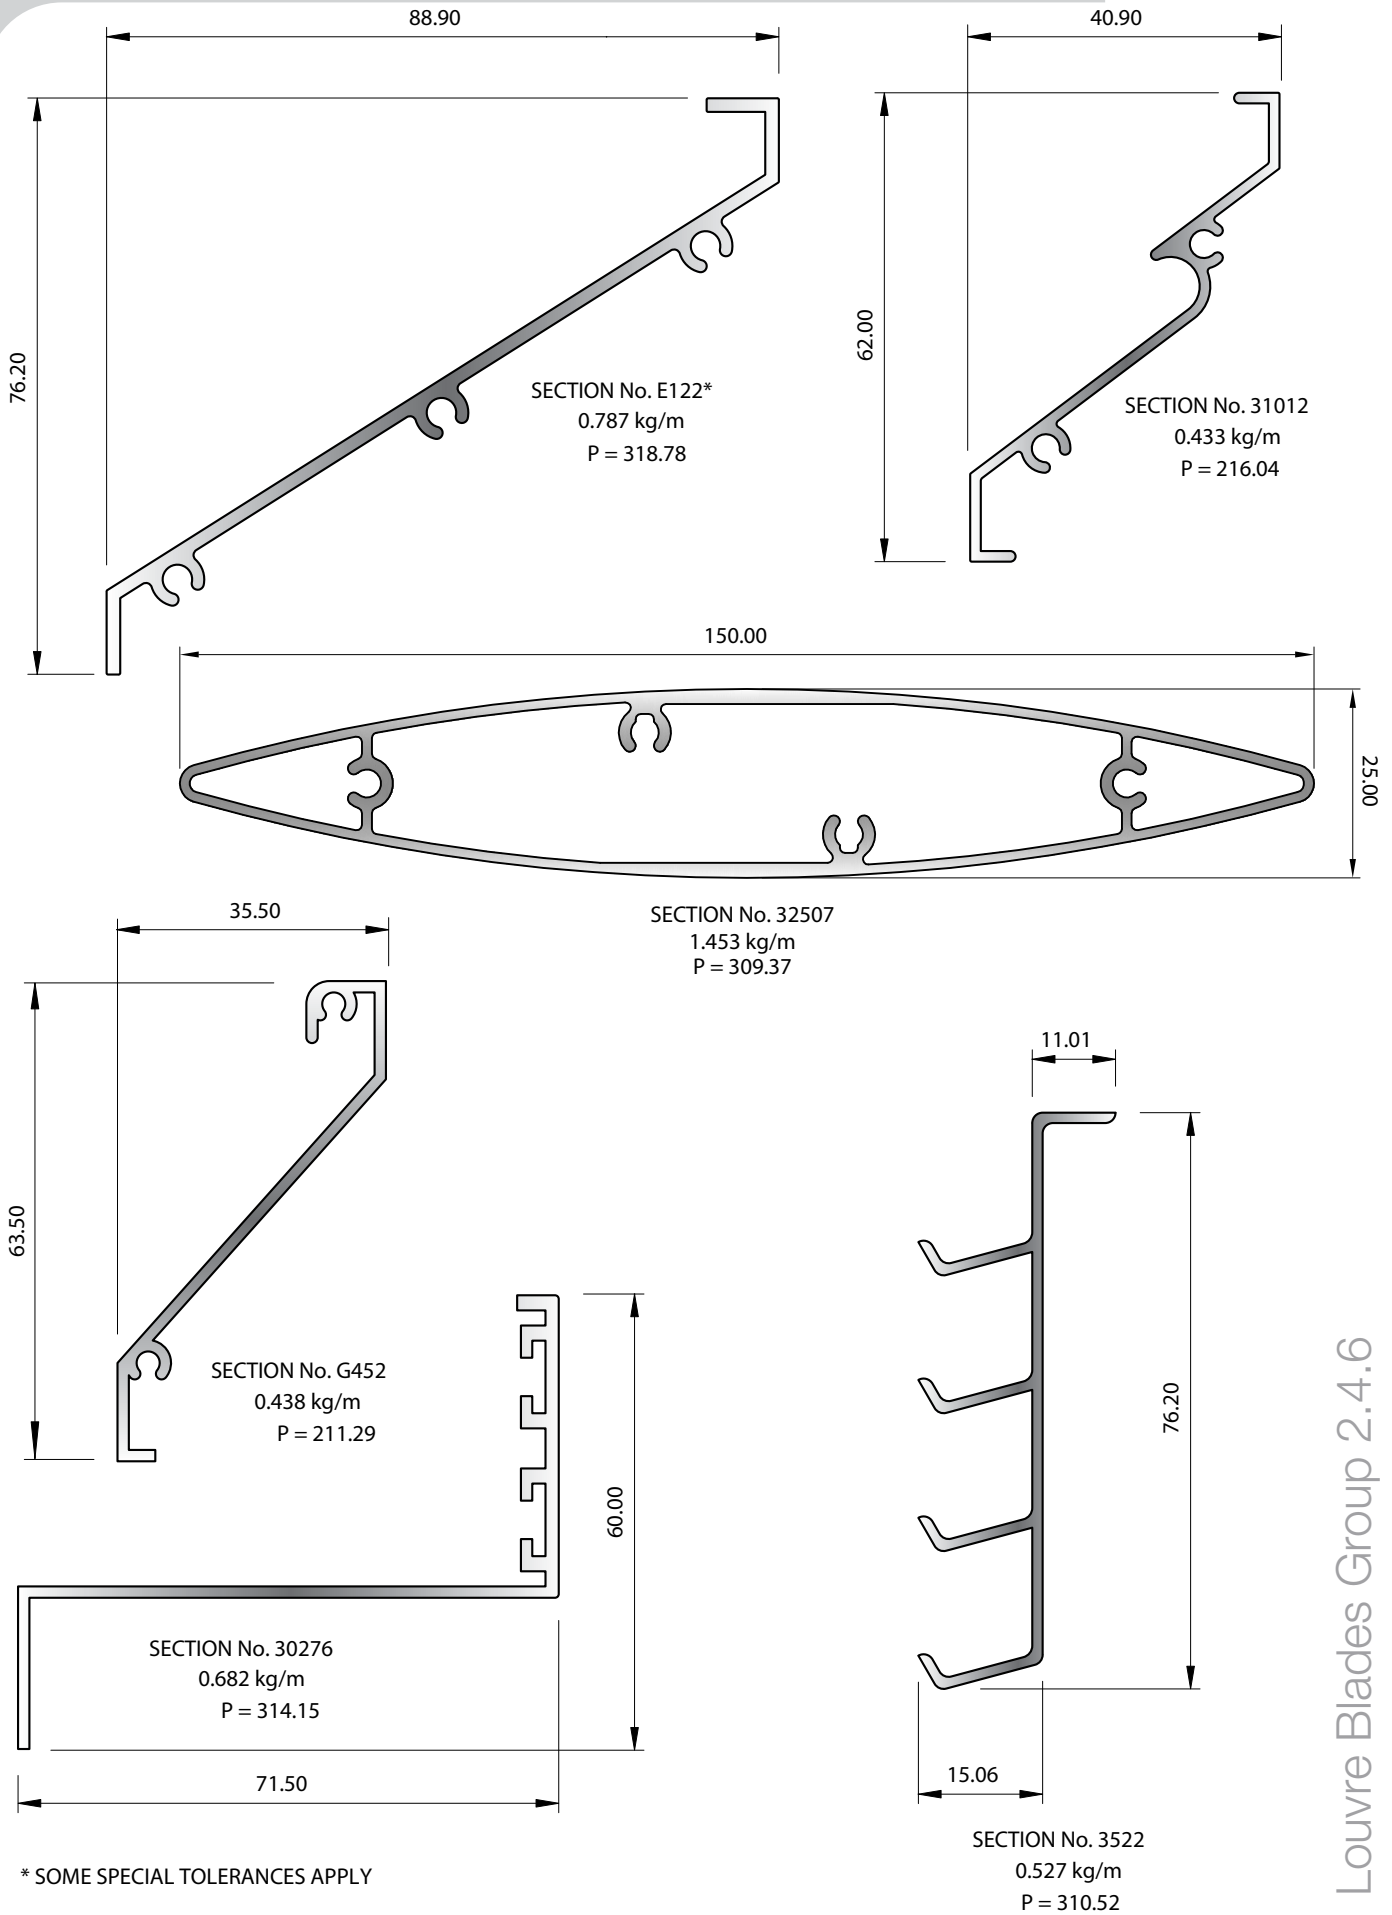 88.90
40.90
76.20
62.00
SECTION No. E122*
0.787 kg/m
P = 318.78
SECTION No. 31012
0.433 kg/m
P = 216.04
150.00
25.00
SECTION No. 32507
1.453 kg/m
P = 309.37
35.50
63.50
SECTION No. G452
0.438 kg/m
P = 211.29
11.01
76.20
60.00
SECTION No. 30276
0.682 kg/m
P = 314.15
71.50
15.06
SECTION No. 3522
0.527 kg/m
P = 310.52
* SOME SPECIAL TOLERANCES APPLY
Louvre Blades Group 2.4.6